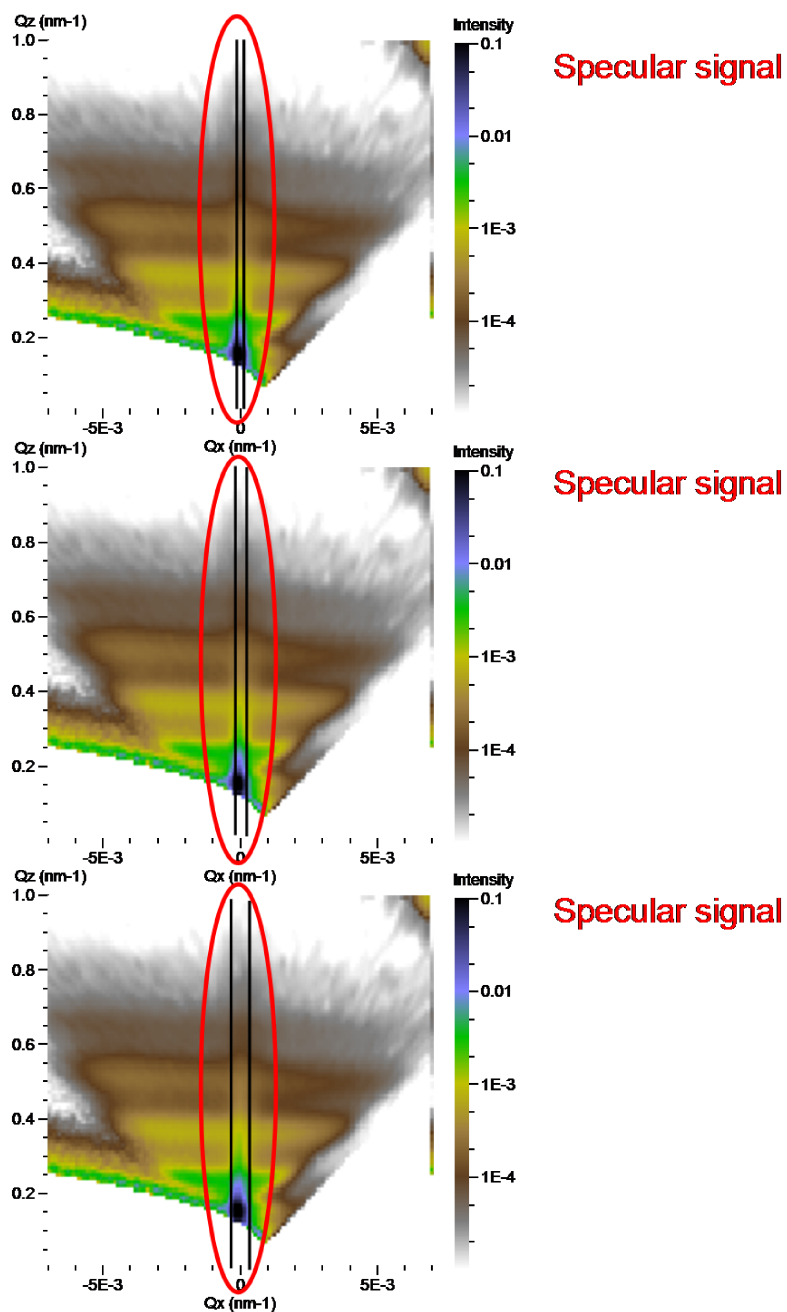 Qz (nm-1)
Intensity
1.0
0.1
Specular signal
0.8
0.01
0.6
1E-3
0.4
1E-4
0.2
-5E-3
0
5E-3
Qx (nm-1)
Qz (nm-1)
Intensity
1.0
0.1
Specular signal
0.8
0.01
0.6
1E-3
0.4
1E-4
0.2
-5E-3
0
5E-3
Qx (nm-1)
Qz (nm-1)
Intensity
1.0
0.1
Specular signal
0.8
0.01
0.6
1E-3
0.4
1E-4
0.2
-5E-3
0
5E-3
Qx (nm-1)